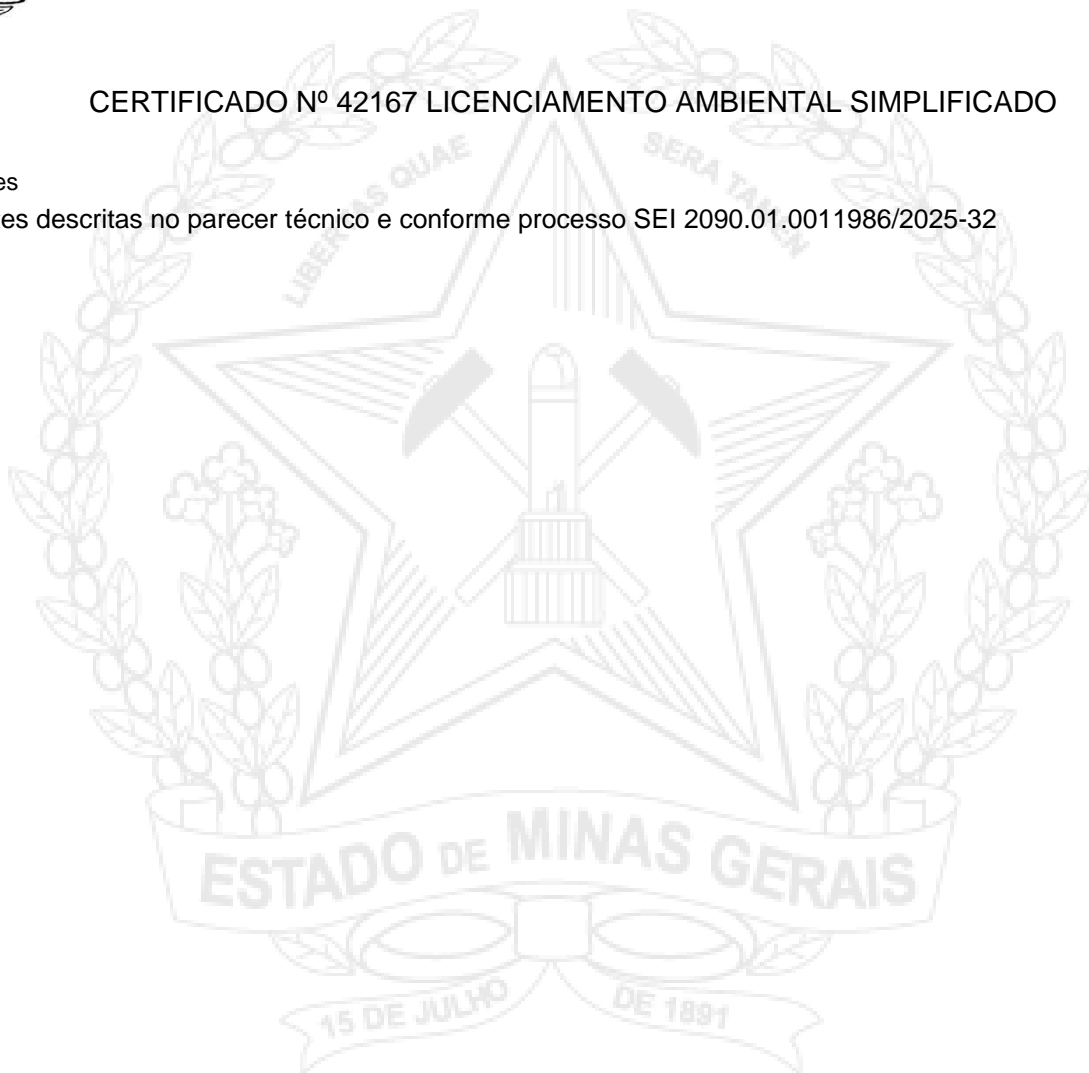 CERTIFICADO Nº 42167 LICENCIAMENTO AMBIENTAL SIMPLIFICADO
es
es descritas no parecer técnico e conforme processo SEI 2090.01.0011986/2025-32
LIBERTAS QUAE SERA TAMEN
ESTADO DE MINAS GERAIS
15 DE JULHO DE 1891